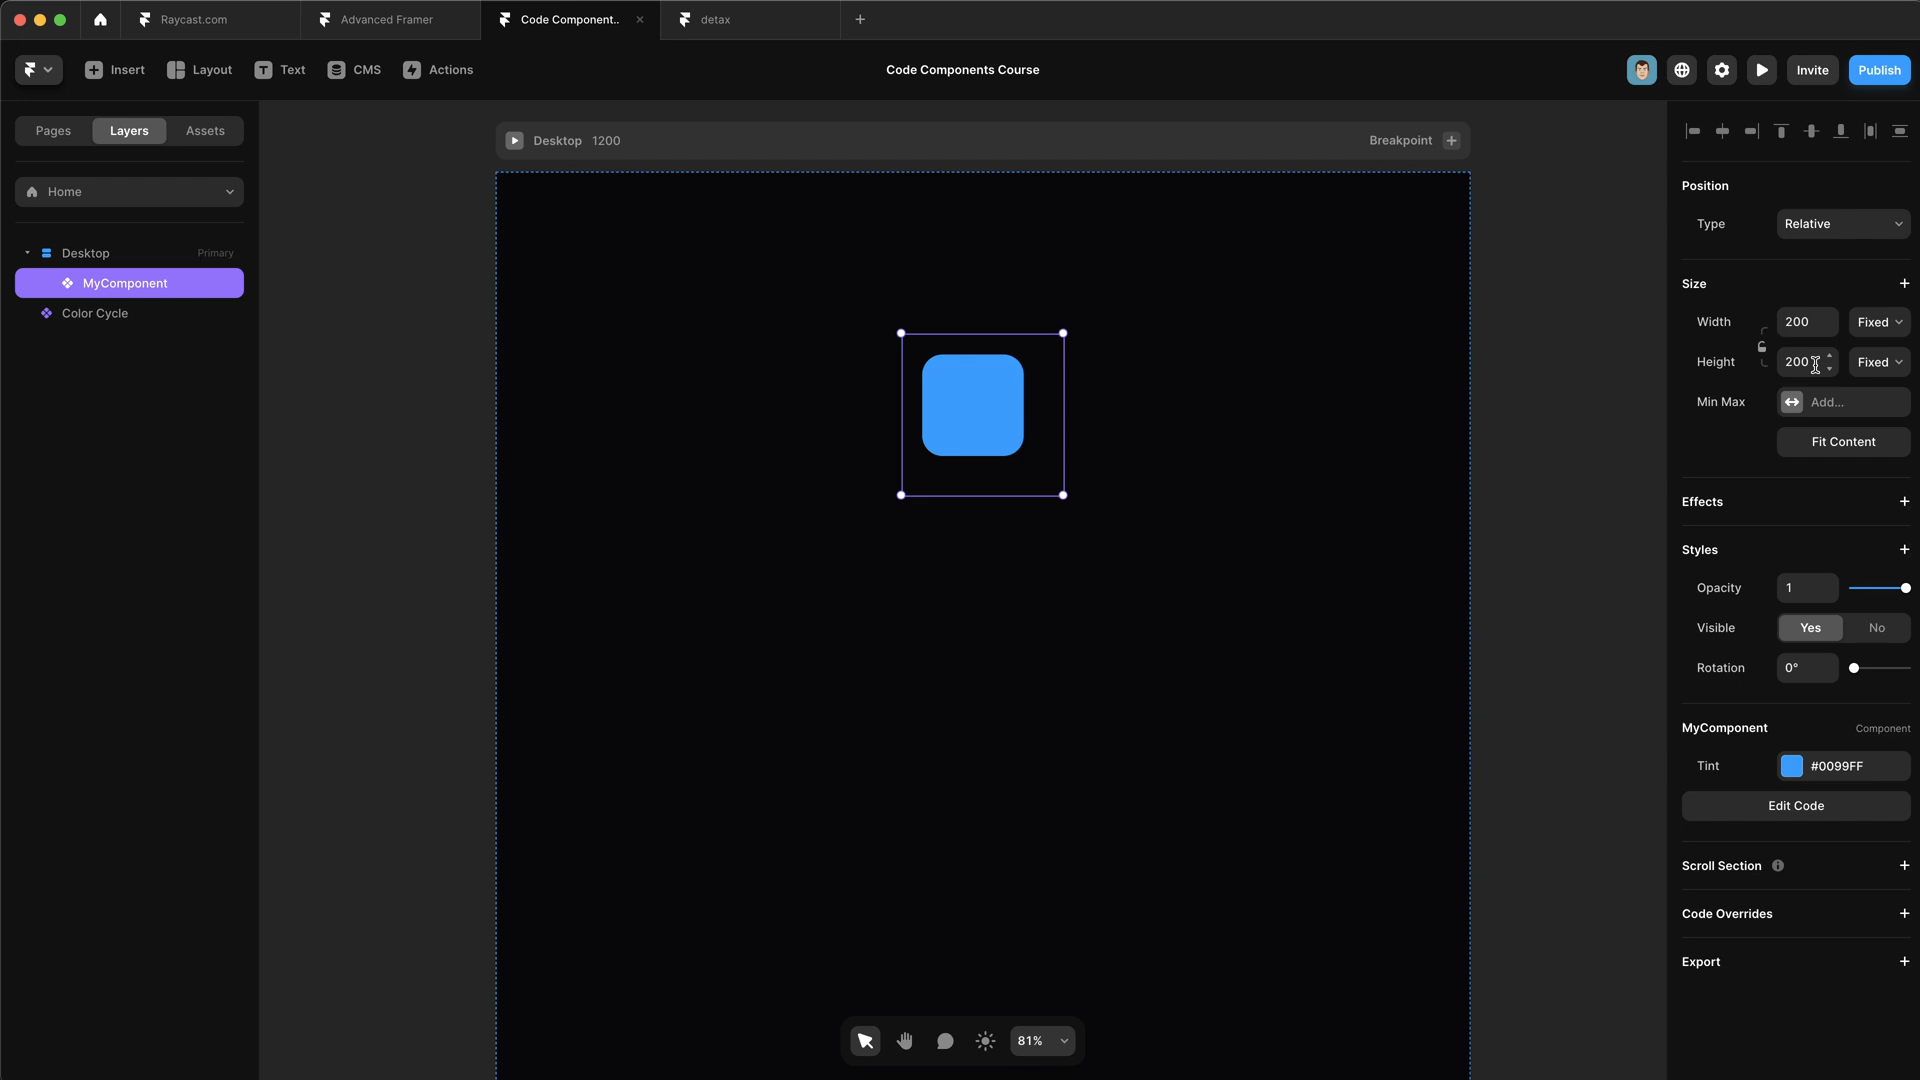 Raycast.com
Advanced Framer
Code Component..
detax
Insert
Layout
Text
CMS
Actions
Code Components Course
Invite
Publish
Pages
Layers
Assets
Home
Desktop
Primary
MyComponent
Color Cycle
Desktop 1200
Breakpoint
81%
Position
Type
Relative
Size
Width
200
Fixed
Height
200
Fixed
Min Max
Add...
Fit Content
Effects
Styles
Opacity
1
Visible
Yes
No
Rotation
0°
MyComponent
Component
Tint
#0099FF
Edit Code
Scroll Section
Code Overrides
Export